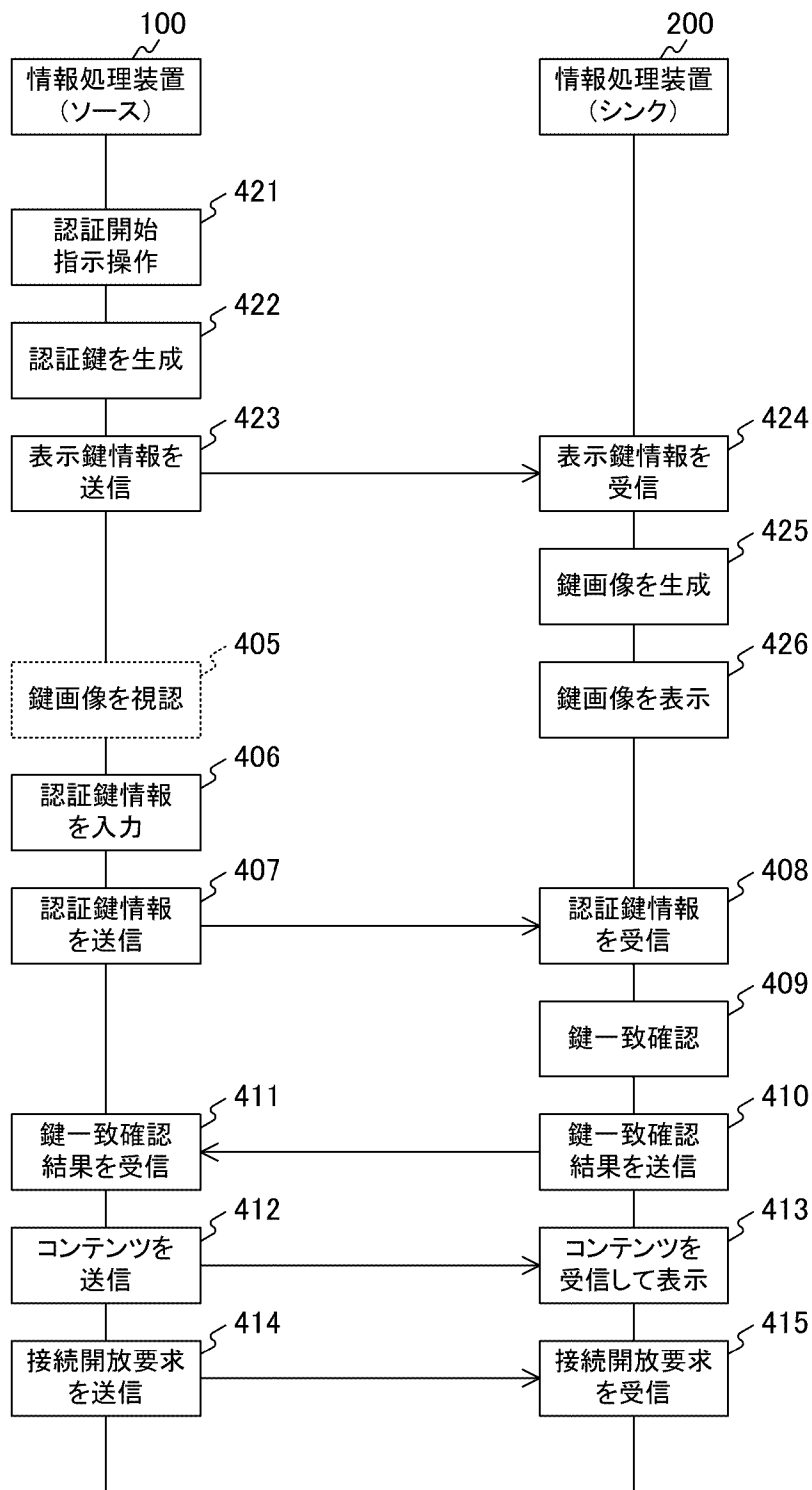 100
情報処理装置
(ソース)
200
情報処理装置
(シンク)
421
認証開始
指示操作
422
認証鍵を生成
423
表示鍵情報を
送信
424
表示鍵情報を
受信
425
鍵画像を生成
405
鍵画像を視認
426
鍵画像を表示
406
認証鍵情報
を入力
407
認証鍵情報
を送信
408
認証鍵情報
を受信
409
鍵一致確認
411
鍵一致確認
結果を受信
410
鍵一致確認
結果を送信
412
コンテンツを
送信
413
コンテンツを
受信して表示
414
接続開放要求
を送信
415
接続開放要求
を受信